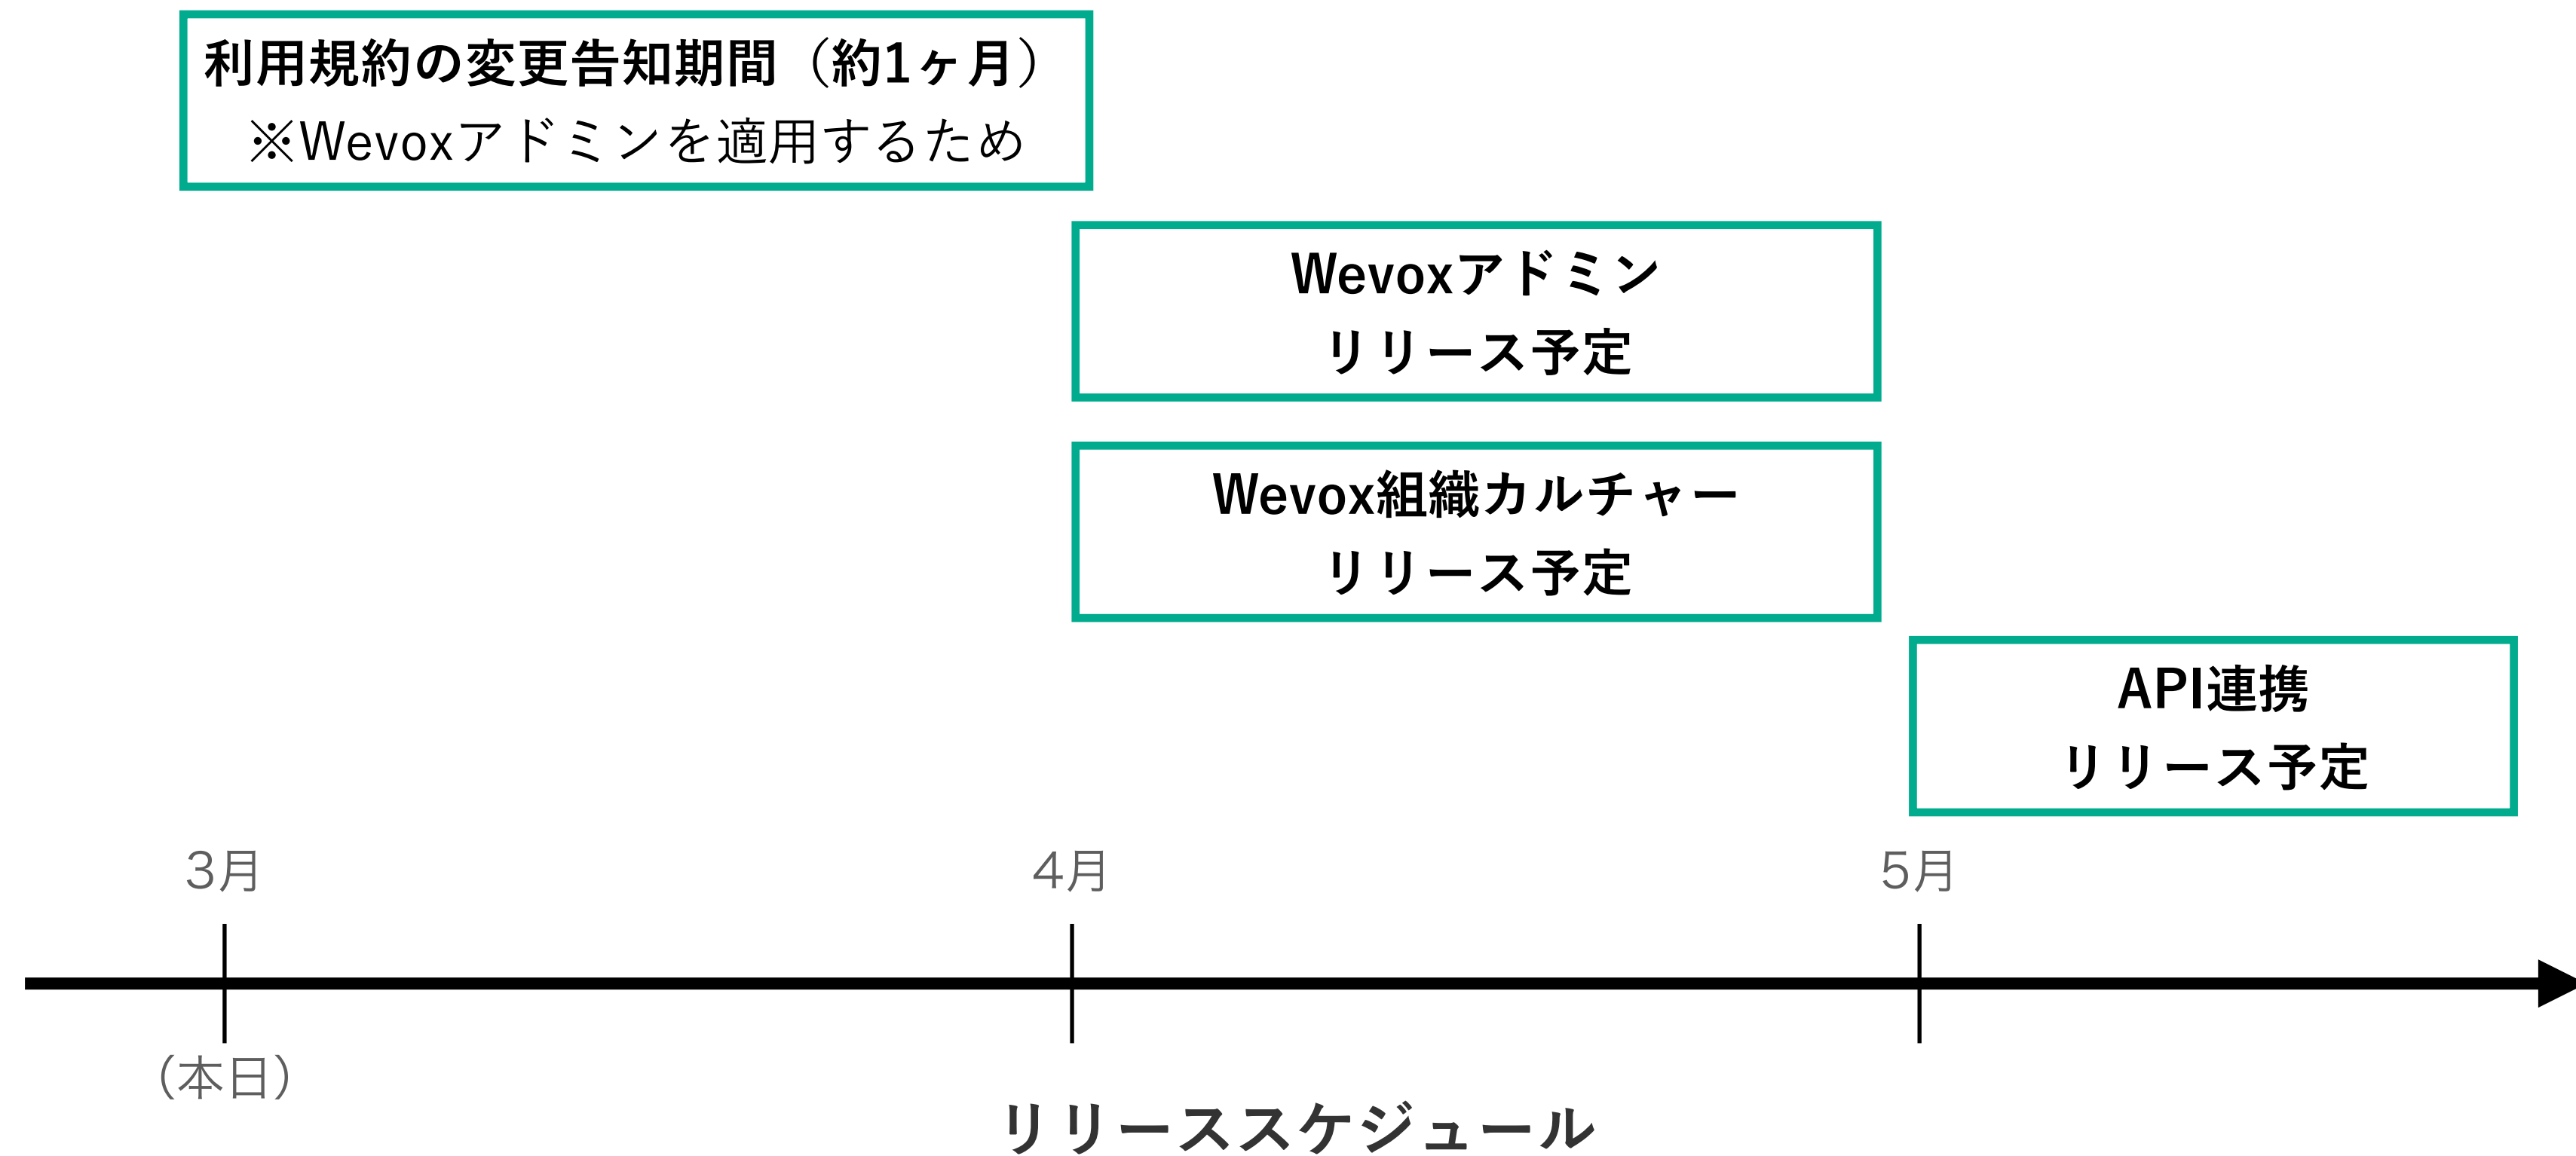 利用規約の変更告知期間（約1ヶ月）
※Wevoxアドミンを適用するため
Wevoxアドミン
リリース予定
Wevox組織カルチャー
リリース予定
API連携
リリース予定
3月
4月
5月
（本日）
リリーススケジュール